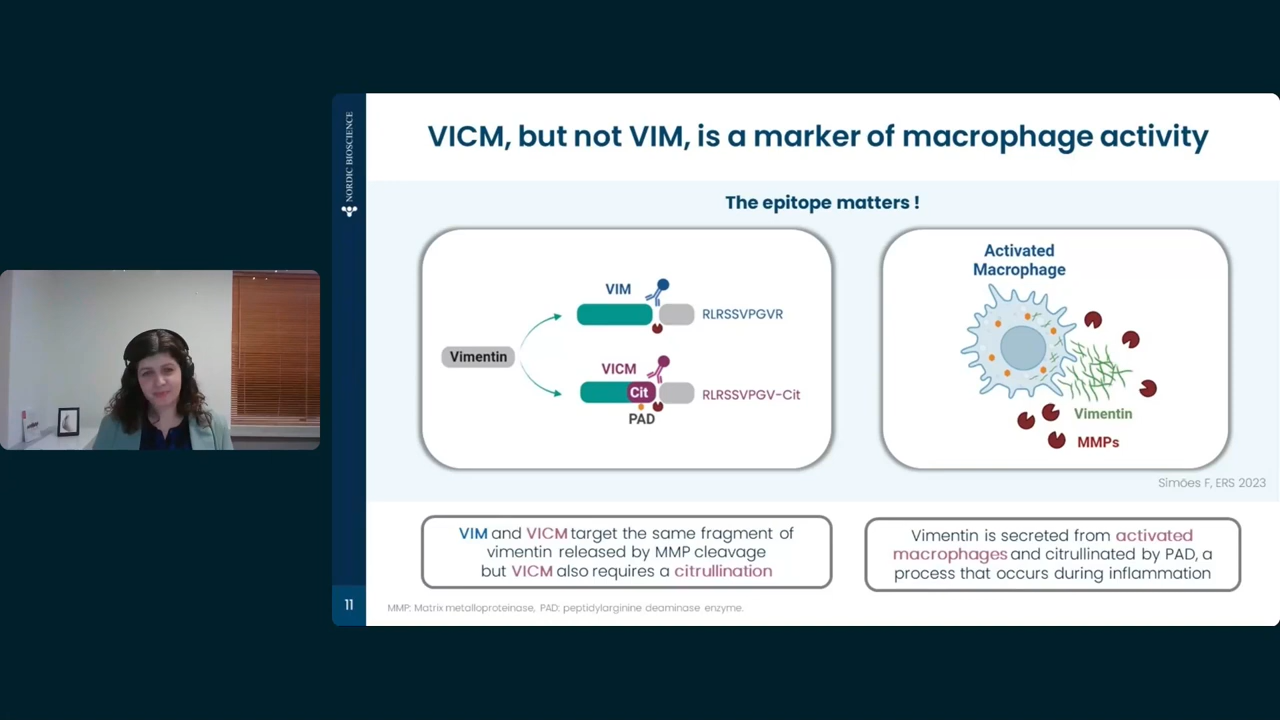 NORDIC BIOSCIENCE
VICM, but not VIM, is a marker of macrophage activity
The epitope matters !
VIM
RLRSSVPGVR
Vimentin
VICM
Cit
RLRSSVPGV-Cit
PAD
Activated
Macrophage
Vimentin
MMPs
Simões F, ERS 2023
VIM and VICM target the same fragment of
vimentin released by MMP cleavage
but VICM also requires a citrullination
Vimentin is secreted from activated
macrophages and citrullinated by PAD, a
process that occurs during inflammation
11
MMP: Matrix metalloproteinase, PAD: peptidylarginine deaminase enzyme.